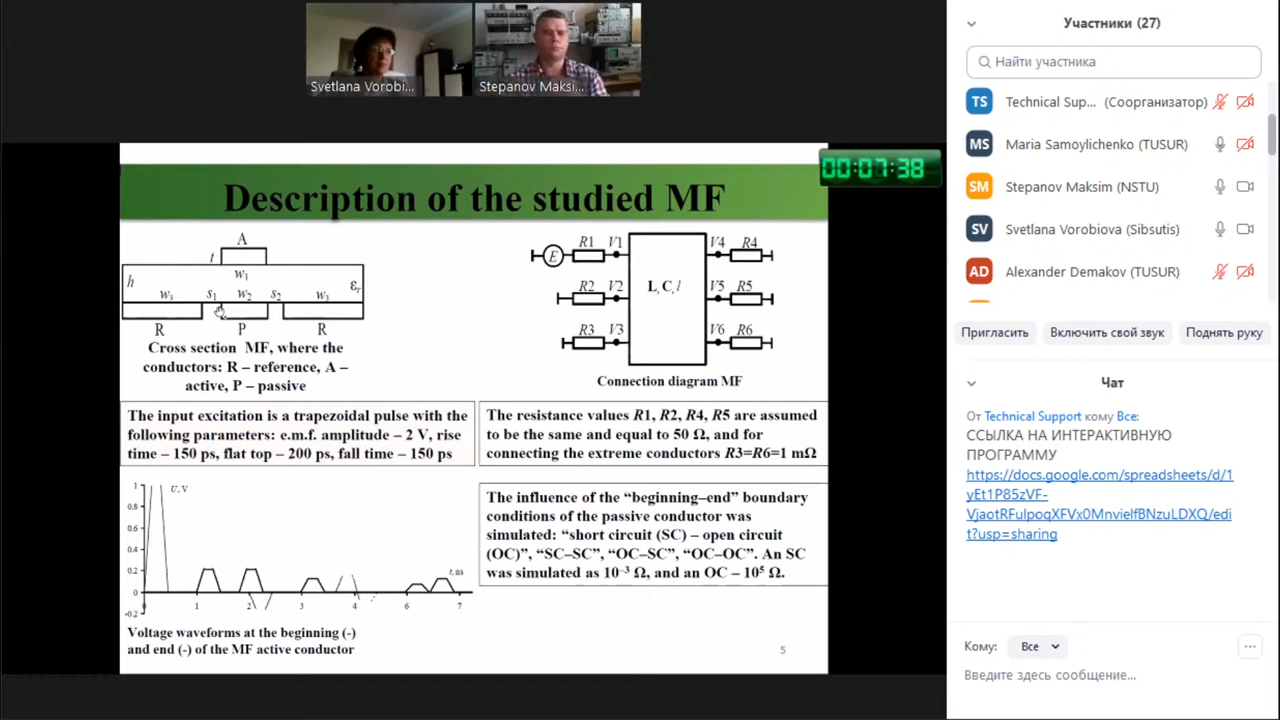 Svetlana Vorobi...
Stepanov Maksi...
00:07:38
Description of the studied MF
A
t
h
w1
εr
w3
s1
w2
s2
w3
R
P
R
Cross section MF, where the
conductors: R – reference, A –
active, P – passive
E
R1
V1
V4
R4
R2
V2
L, C, l
V5
R5
R3
V3
V6
R6
Connection diagram MF
The input excitation is a trapezoidal pulse with the
following parameters: e.m.f. amplitude – 2 V, rise
time – 150 ps, flat top – 200 ps, fall time – 150 ps
The resistance values R1, R2, R4, R5 are assumed
to be the same and equal to 50 Ω, and for
connecting the extreme conductors R3=R6=1 mΩ
1
U, V
0.8
0.6
0.4
0.2
t, ns
0
-0.2
0
1
2
3
4
6
7
Voltage waveforms at the beginning (-)
and end (-) of the MF active conductor
The influence of the “beginning–end” boundary
conditions of the passive conductor was
simulated: “short circuit (SC) – open circuit
(OC)”, “SC–SC”, “OC–SC”, “OC–OC”. An SC
was simulated as 10⁻³ Ω, and an OC – 10⁵ Ω.
5
Участники (27)
Найти участника
TS Technical Sup... (Соорганизатор)
MS Maria Samoylichenko (TUSUR)
SM Stepanov Maksim (NSTU)
SV Svetlana Vorobiova (Sibsutis)
AD Alexander Demakov (TUSUR)
Пригласить
Включить свой звук
Поднять руку
Чат
От Technical Support кому Все:
ССЫЛКА НА ИНТЕРАКТИВНУЮ
ПРОГРАММУ
https://docs.google.com/spreadsheets/d/1
yEt1P85zVF-
VjaotRFulpoqXFVx0MnvielfBNzuLDXQ/edi
t?usp=sharing
Кому: Все
Введите здесь сообщение...